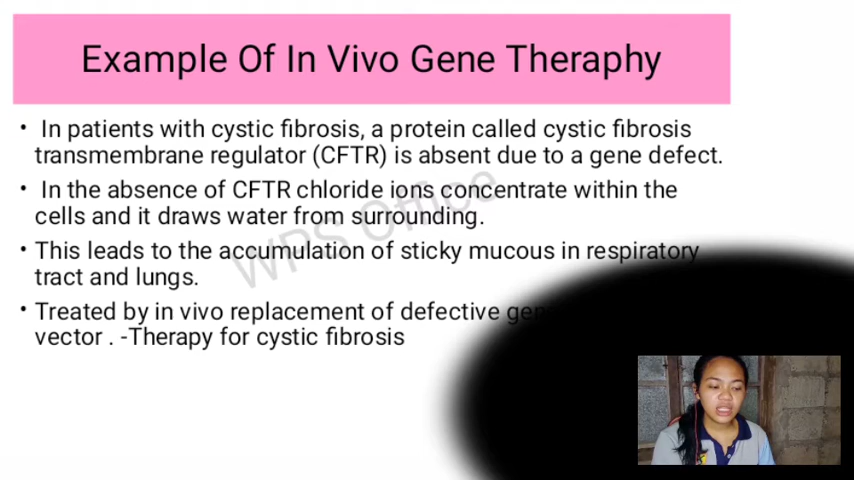 Example Of In Vivo Gene Theraphy
• In patients with cystic fibrosis, a protein called cystic fibrosis
transmembrane regulator (CFTR) is absent due to a gene defect.
• In the absence of CFTR chloride ions concentrate within the
cells and it draws water from surrounding.
• This leads to the accumulation of sticky mucous in respiratory
tract and lungs.
• Treated by in vivo replacement of defective
vector . -Therapy for cystic fibrosis
WPS Office